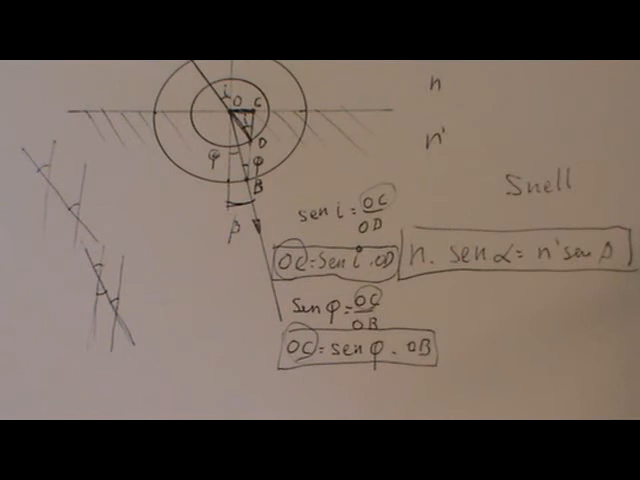 n
i
O C
n'
i
D
φ φ
B
β
Snell
sen i = OC/OD
OC = sen i . OD
n . sen α = n' sen β
sen φ = OC/OB
OC = sen φ . OB